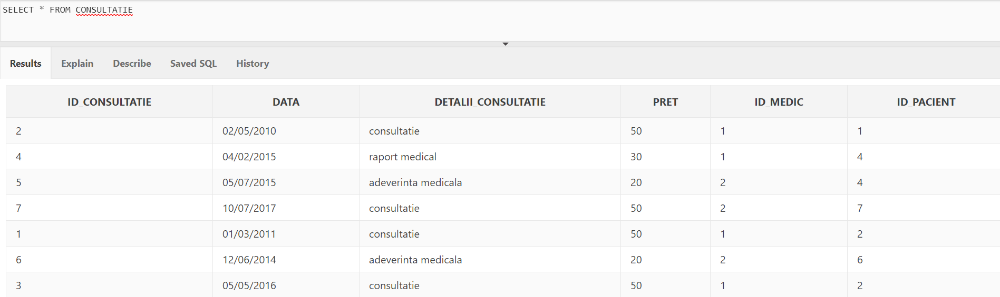 SELECT * FROM CONSULTATIE
Results Explain Describe Saved SQL History
ID_CONSULTATIE DATA DETALII_CONSULTATIE PRET ID_MEDIC ID_PACIENT
2 02/05/2010 consultatie 50 1 1
4 04/02/2015 raport medical 30 1 4
5 05/07/2015 adeverinta medicala 20 2 4
7 10/07/2017 consultatie 50 2 7
1 01/03/2011 consultatie 50 1 2
6 12/06/2014 adeverinta medicala 20 2 6
3 05/05/2016 consultatie 50 1 2